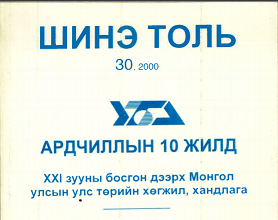 ШИНЭ ТОЛЬ
30. 2000
АРДЧИЛЛЫН 10 ЖИЛД
XXI зууны босгон дээрх Монгол
улсын улс төрийн хөгжил, хандлага